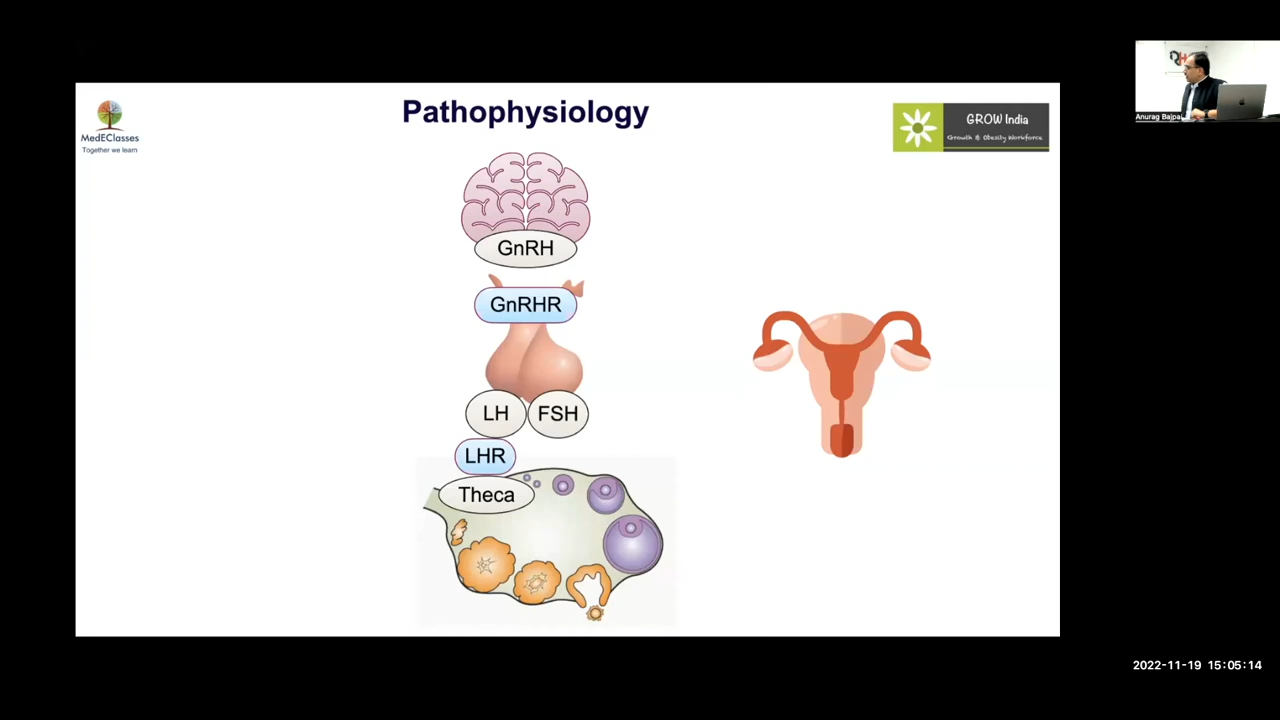 Pathophysiology
MedEClasses
Together we learn
GROW India
Growth & Obesity Workforce
Anurag Bajpai
GnRH
GnRHR
LH
FSH
LHR
Theca
2022-11-19 15:05:14